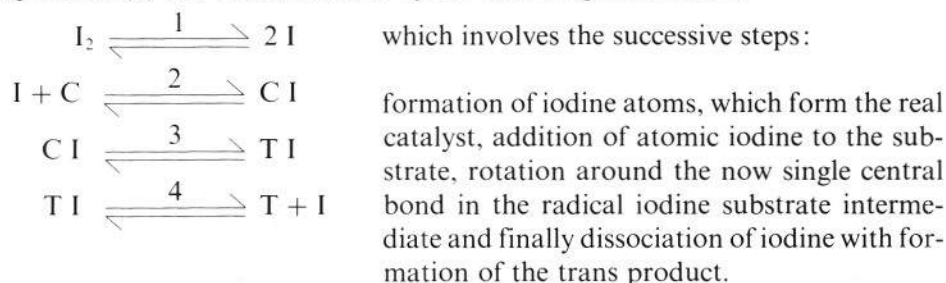 1
I₂ ⇌ 2 I
2
I + C ⇌ C I
3
C I ⇌ T I
4
T I ⇌ T + I
which involves the successive steps:
formation of iodine atoms, which form the real
catalyst, addition of atomic iodine to the sub-
strate, rotation around the now single central
bond in the radical iodine substrate interme-
diate and finally dissociation of iodine with for-
mation of the trans product.